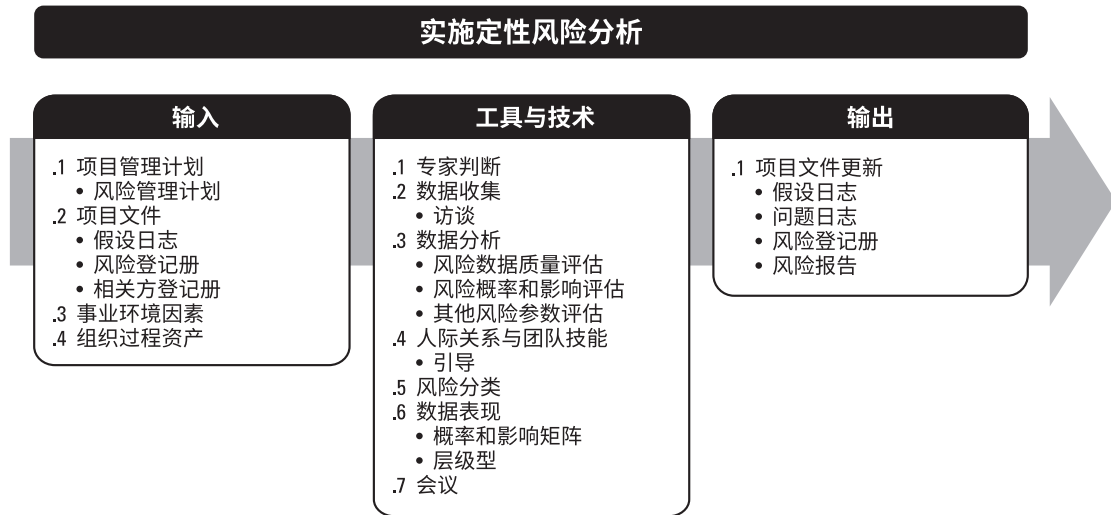 实施定性风险分析
输入
.1 项目管理计划
• 风险管理计划
.2 项目文件
• 假设日志
• 风险登记册
• 相关方登记册
.3 事业环境因素
.4 组织过程资产
工具与技术
.1 专家判断
.2 数据收集
• 访谈
.3 数据分析
• 风险数据质量评估
• 风险概率和影响评估
• 其他风险参数评估
.4 人际关系与团队技能
• 引导
.5 风险分类
.6 数据表现
• 概率和影响矩阵
• 层级型
.7 会议
输出
.1 项目文件更新
• 假设日志
• 问题日志
• 风险登记册
• 风险报告